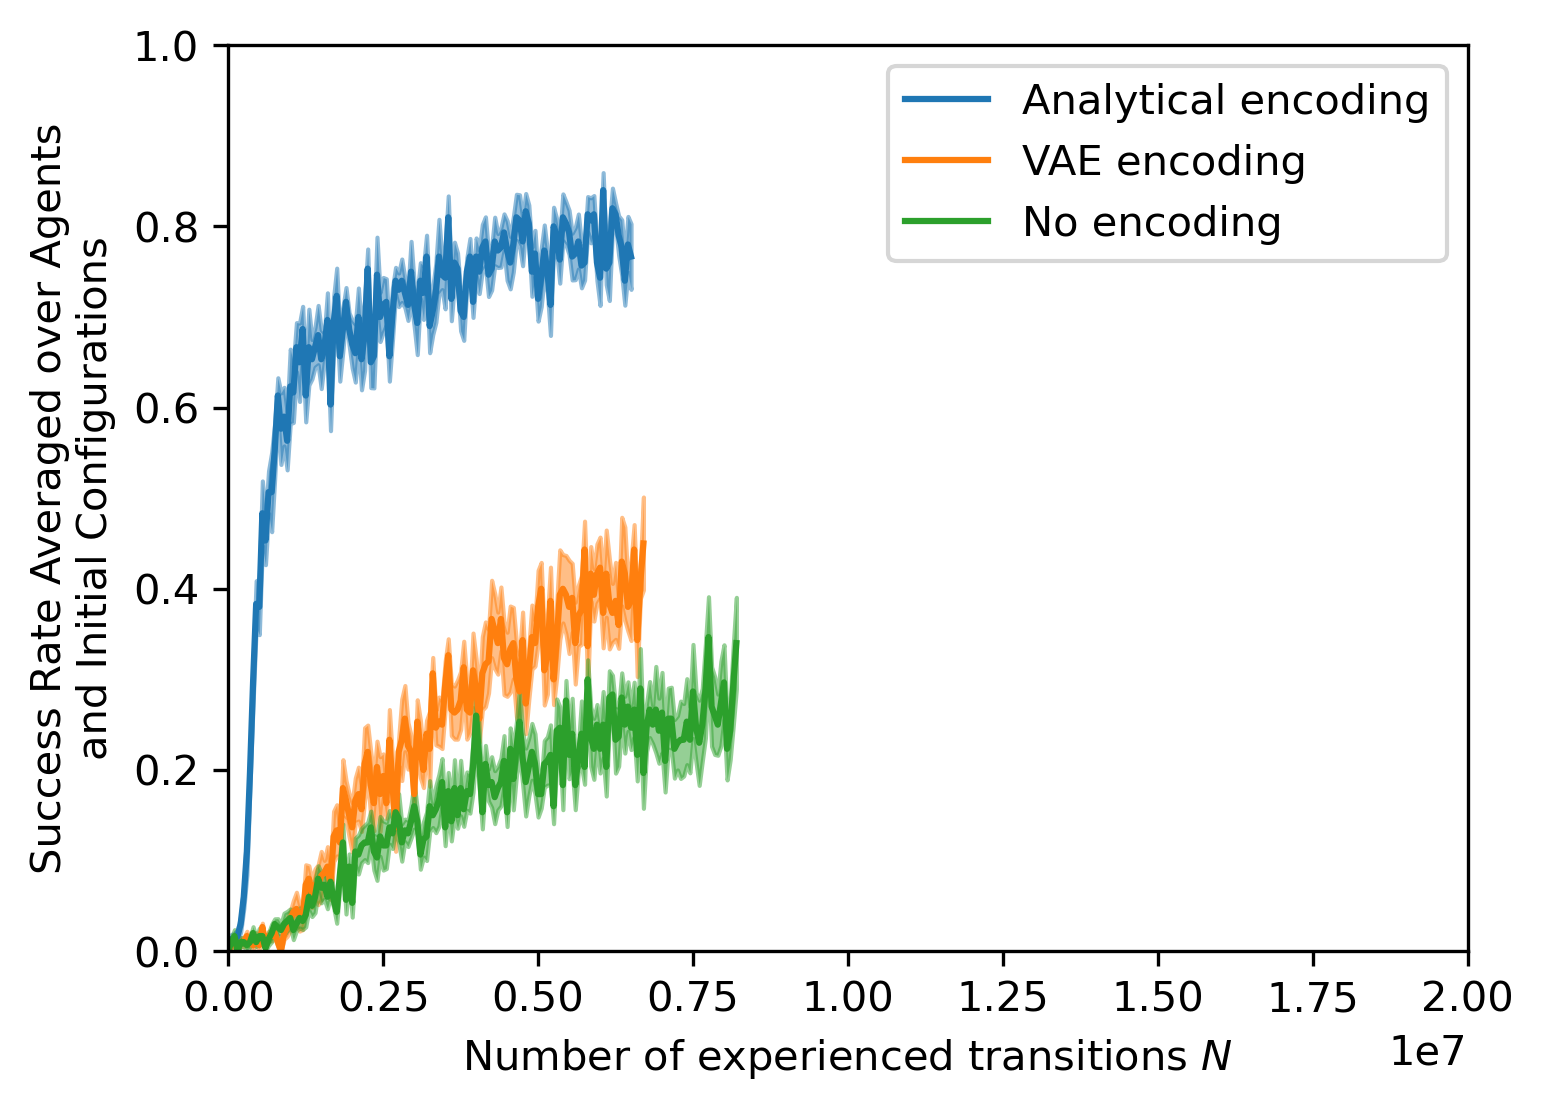 1.0
0.8
0.6
0.4
0.2
0.0
Success Rate Averaged over Agents
and Initial Configurations
Analytical encoding
VAE encoding
No encoding
0.00 0.25 0.50 0.75 1.00 1.25 1.50 1.75 2.00
1e7
Number of experienced transitions N